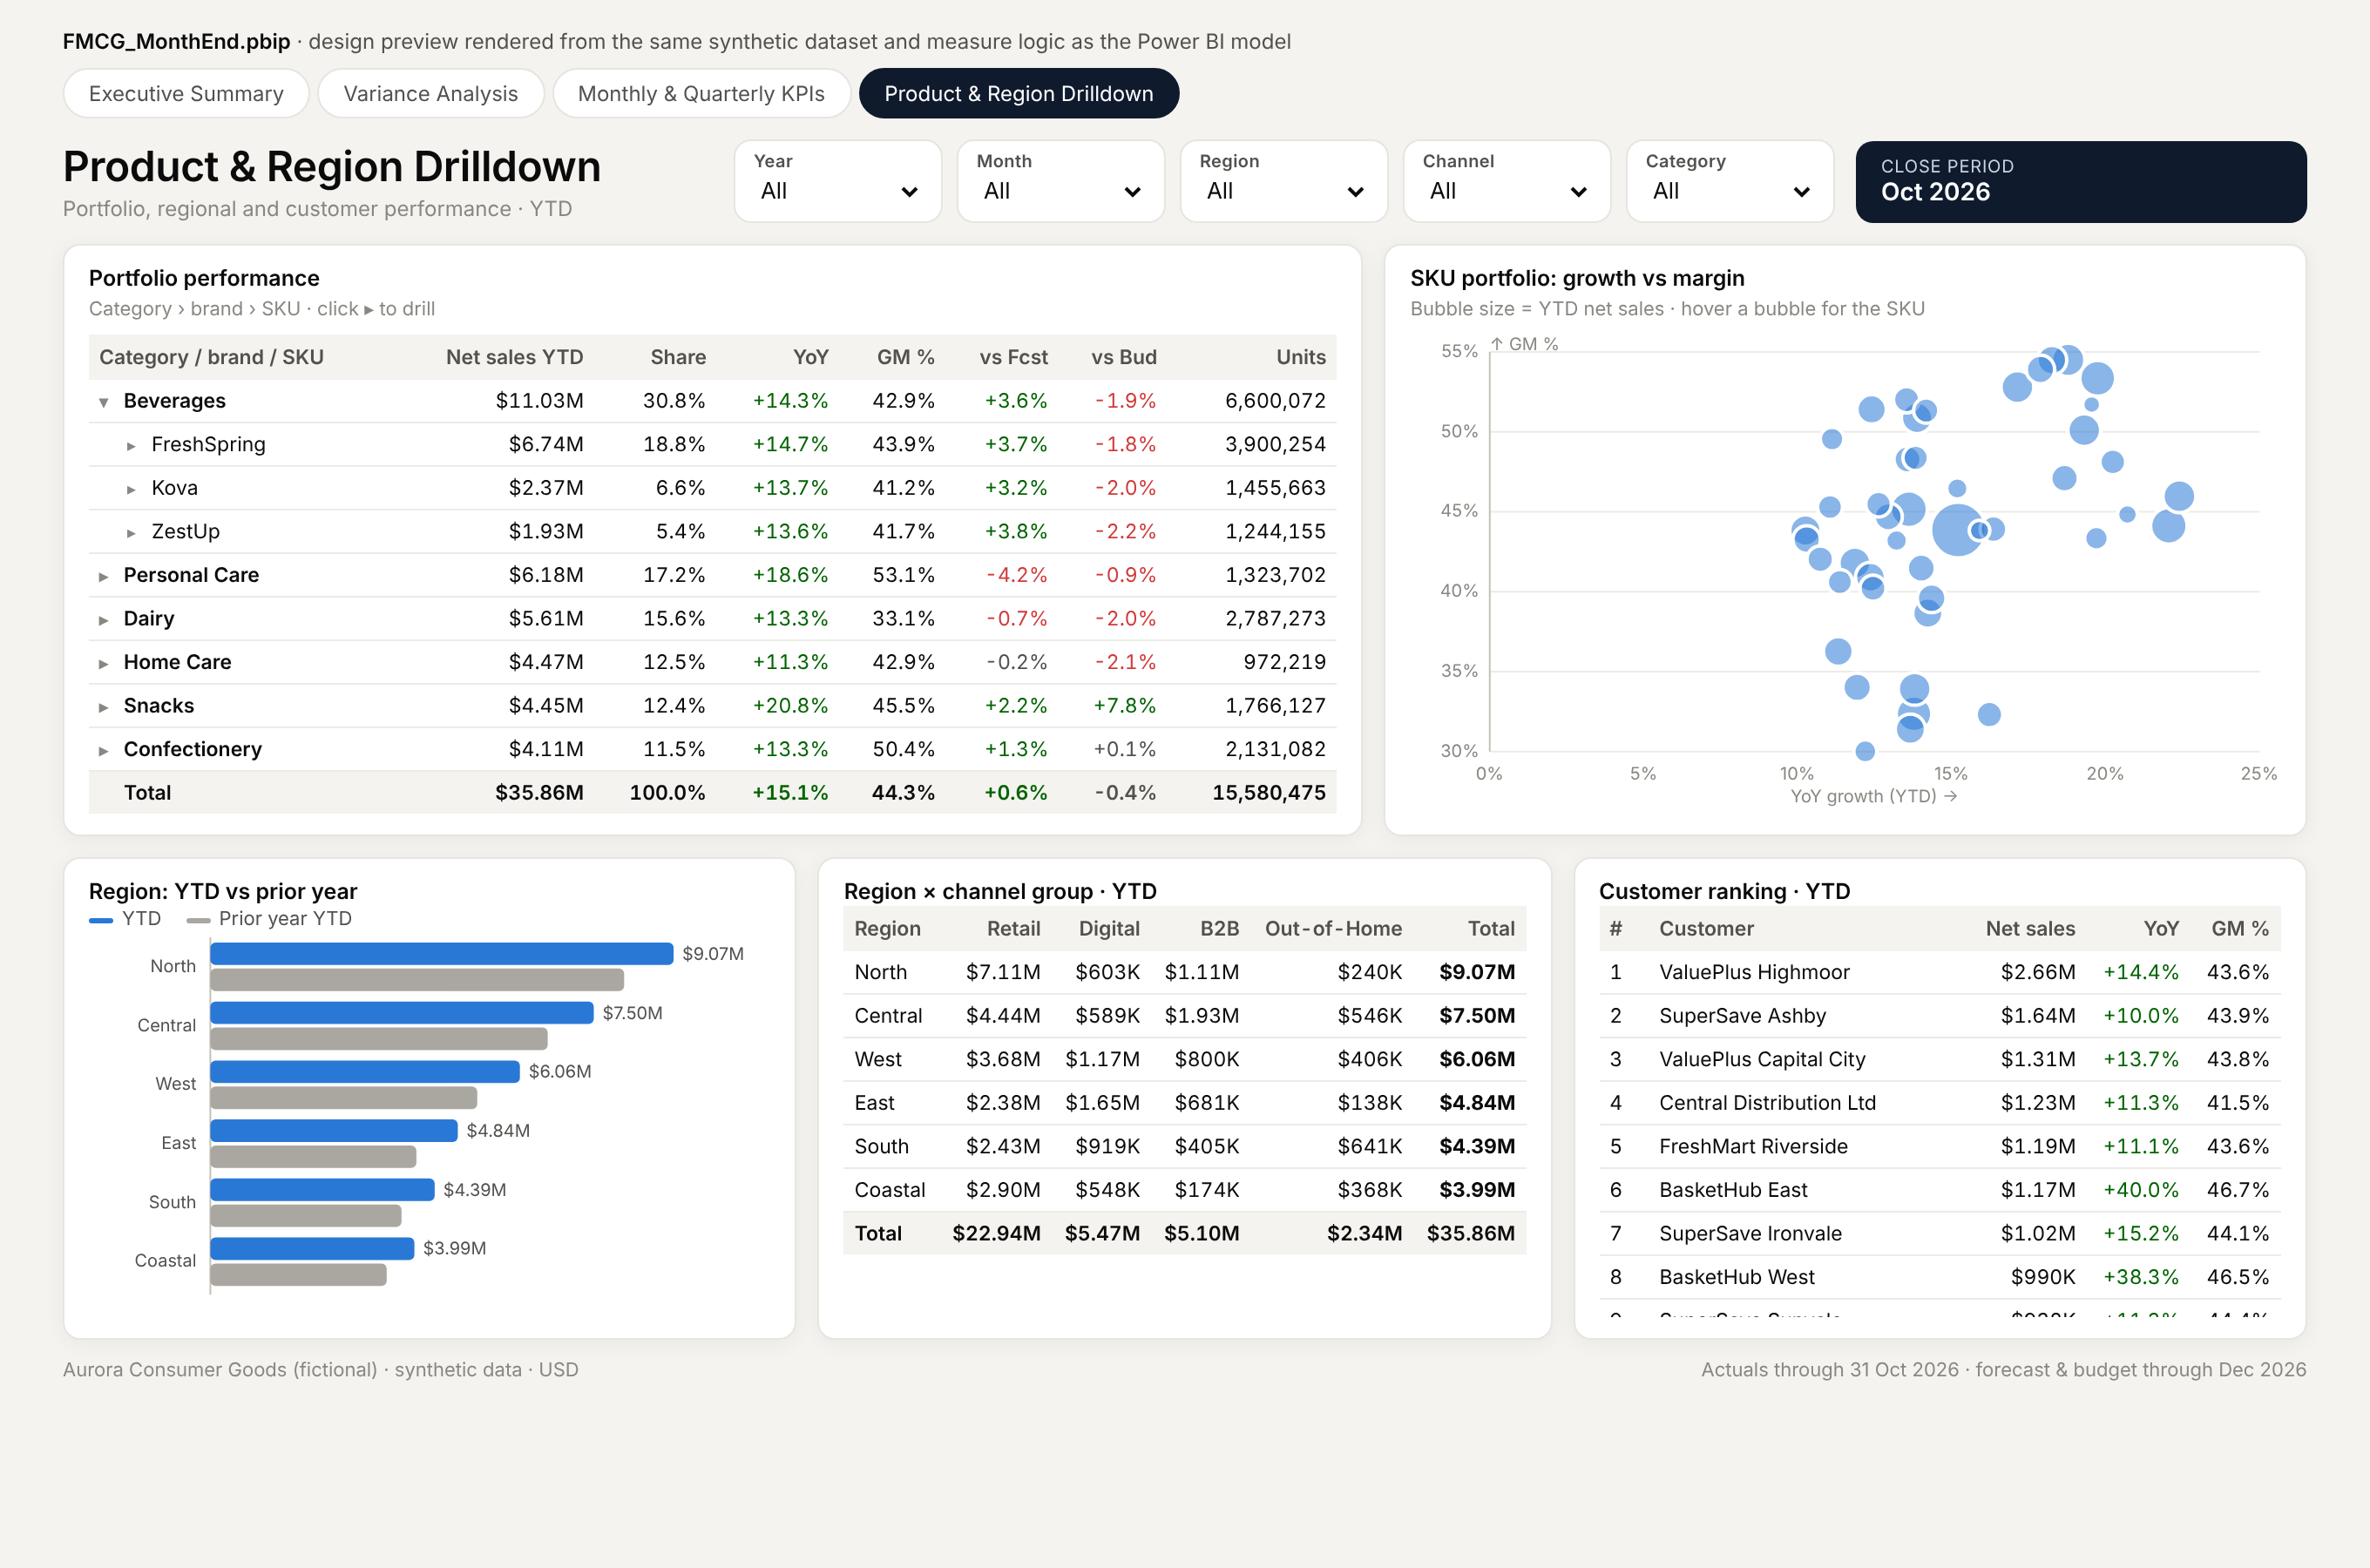 FMCG_MonthEnd.pbip · design preview rendered from the same synthetic dataset and measure logic as the Power BI model
Executive Summary Variance Analysis Monthly & Quarterly KPIs Product & Region Drilldown
Product & Region Drilldown
Portfolio, regional and customer performance · YTD
Year
All
Month
All
Region
All
Channel
All
Category
All
CLOSE PERIOD
Oct 2026
Portfolio performance
Category › brand › SKU · click ▸ to drill
Category / brand / SKU Net sales YTD Share YoY GM % vs Fcst vs Bud Units
▾ Beverages $11.03M 30.8% +14.3% 42.9% +3.6% -1.9% 6,600,072
▸ FreshSpring $6.74M 18.8% +14.7% 43.9% +3.7% -1.8% 3,900,254
▸ Kova $2.37M 6.6% +13.7% 41.2% +3.2% -2.0% 1,455,663
▸ ZestUp $1.93M 5.4% +13.6% 41.7% +3.8% -2.2% 1,244,155
▸ Personal Care $6.18M 17.2% +18.6% 53.1% -4.2% -0.9% 1,323,702
▸ Dairy $5.61M 15.6% +13.3% 33.1% -0.7% -2.0% 2,787,273
▸ Home Care $4.47M 12.5% +11.3% 42.9% -0.2% -2.1% 972,219
▸ Snacks $4.45M 12.4% +20.8% 45.5% +2.2% +7.8% 1,766,127
▸ Confectionery $4.11M 11.5% +13.3% 50.4% +1.3% +0.1% 2,131,082
Total $35.86M 100.0% +15.1% 44.3% +0.6% -0.4% 15,580,475
SKU portfolio: growth vs margin
Bubble size = YTD net sales · hover a bubble for the SKU
↑ GM %
55%
50%
45%
40%
35%
30%
0% 5% 10% 15% 20% 25%
YoY growth (YTD) →
Region: YTD vs prior year
YTD Prior year YTD
North $9.07M
Central $7.50M
West $6.06M
East $4.84M
South $4.39M
Coastal $3.99M
Region × channel group · YTD
Region Retail Digital B2B Out-of-Home Total
North $7.11M $603K $1.11M $240K $9.07M
Central $4.44M $589K $1.93M $546K $7.50M
West $3.68M $1.17M $800K $406K $6.06M
East $2.38M $1.65M $681K $138K $4.84M
South $2.43M $919K $405K $641K $4.39M
Coastal $2.90M $548K $174K $368K $3.99M
Total $22.94M $5.47M $5.10M $2.34M $35.86M
Customer ranking · YTD
# Customer Net sales YoY GM %
1 ValuePlus Highmoor $2.66M +14.4% 43.6%
2 SuperSave Ashby $1.64M +10.0% 43.9%
3 ValuePlus Capital City $1.31M +13.7% 43.8%
4 Central Distribution Ltd $1.23M +11.3% 41.5%
5 FreshMart Riverside $1.19M +11.1% 43.6%
6 BasketHub East $1.17M +40.0% 46.7%
7 SuperSave Ironvale $1.02M +15.2% 44.1%
8 BasketHub West $990K +38.3% 46.5%
Aurora Consumer Goods (fictional) · synthetic data · USD
Actuals through 31 Oct 2026 · forecast & budget through Dec 2026